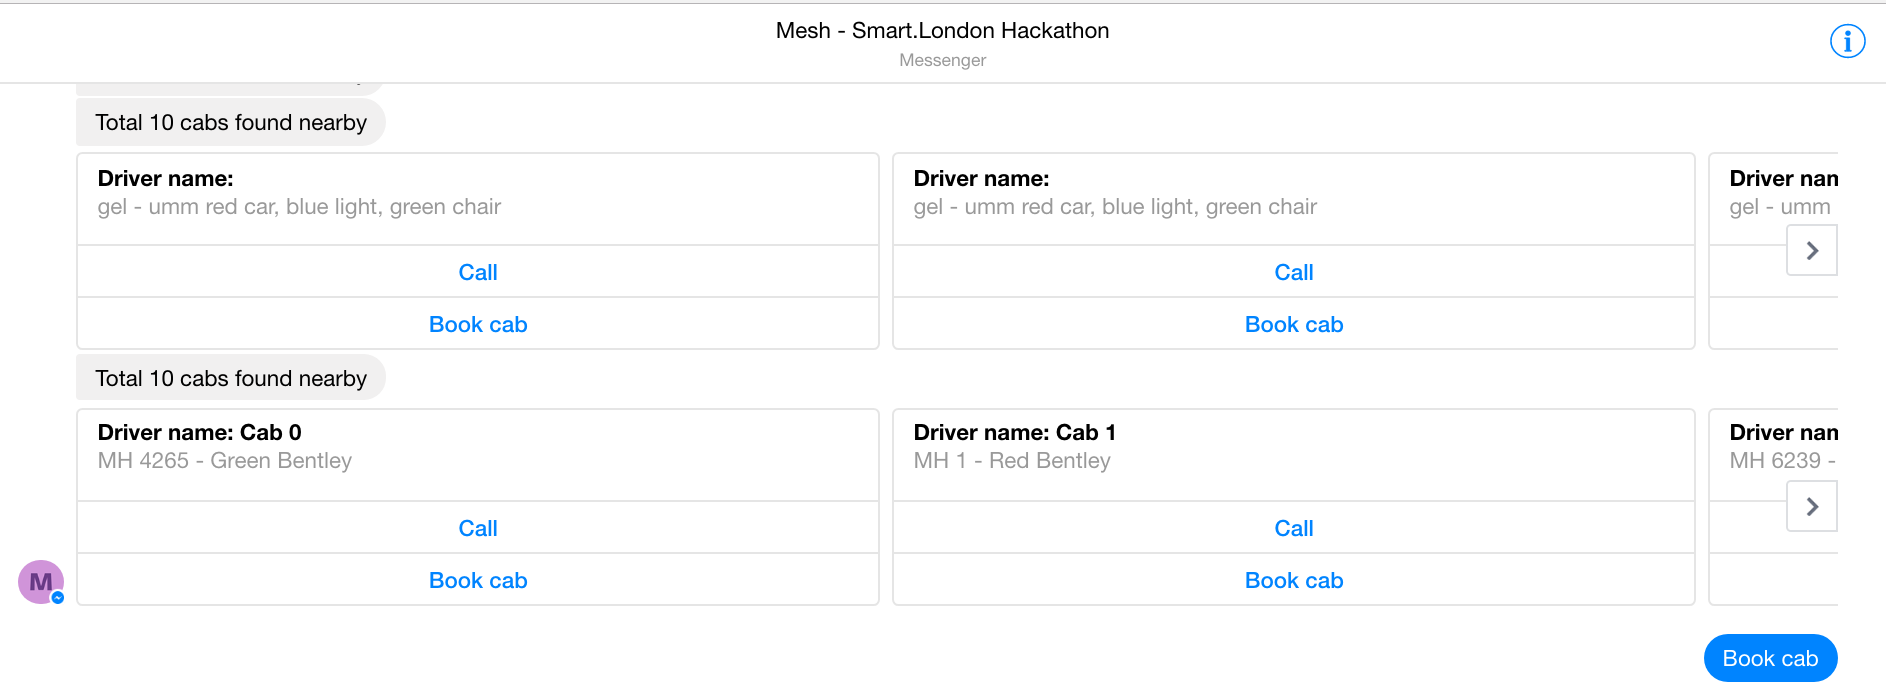 Mesh - Smart.London Hackathon
Messenger
Total 10 cabs found nearby
Driver name:
gel - umm red car, blue light, green chair
Call
Book cab
Driver name:
gel - umm red car, blue light, green chair
Call
Book cab
Driver nam
gel - umm
Total 10 cabs found nearby
Driver name: Cab 0
MH 4265 - Green Bentley
Call
Book cab
Driver name: Cab 1
MH 1 - Red Bentley
Call
Book cab
Driver nam
MH 6239 -
M
Book cab